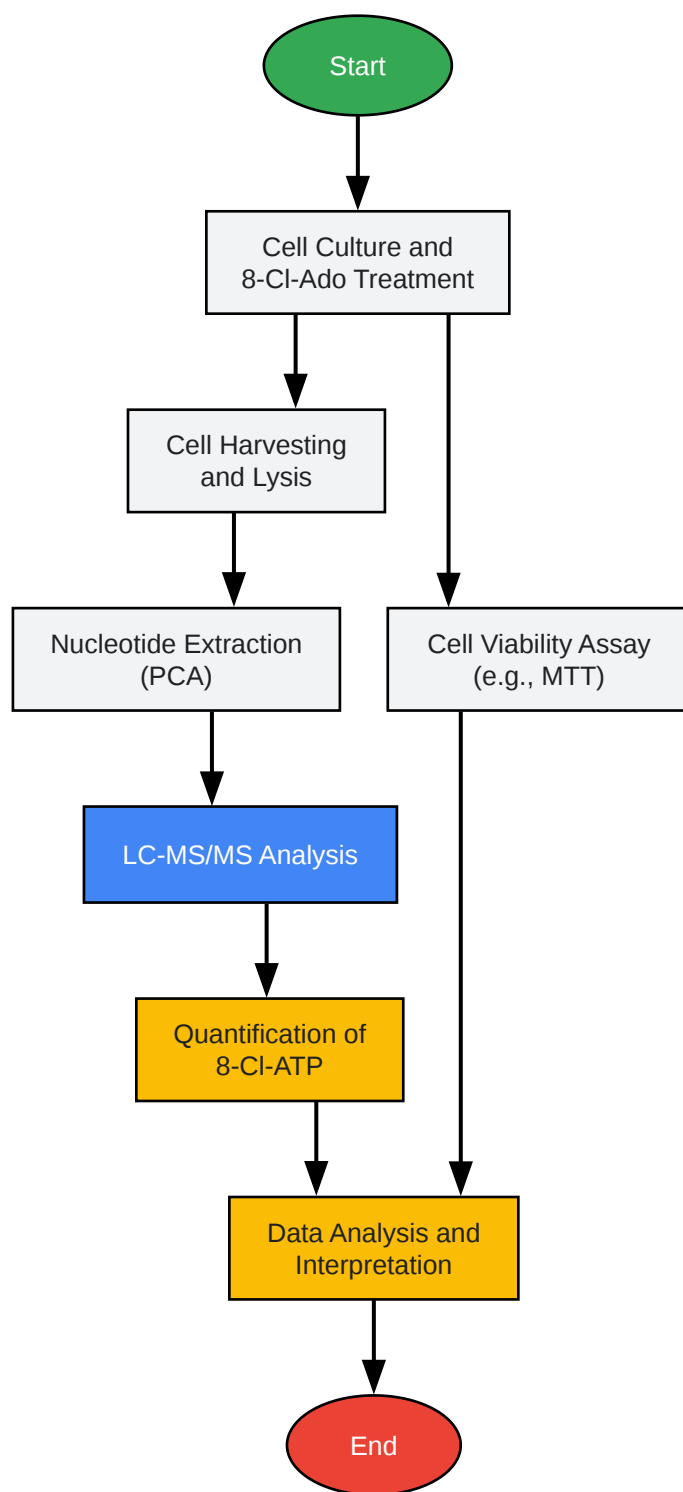 Start
Cell Culture and
8-Cl-Ado Treatment
Cell Harvesting
and Lysis
Nucleotide Extraction
(PCA)
Cell Viability Assay
(e.g., MTT)
LC-MS/MS Analysis
Quantification of
8-Cl-ATP
Data Analysis and
Interpretation
End